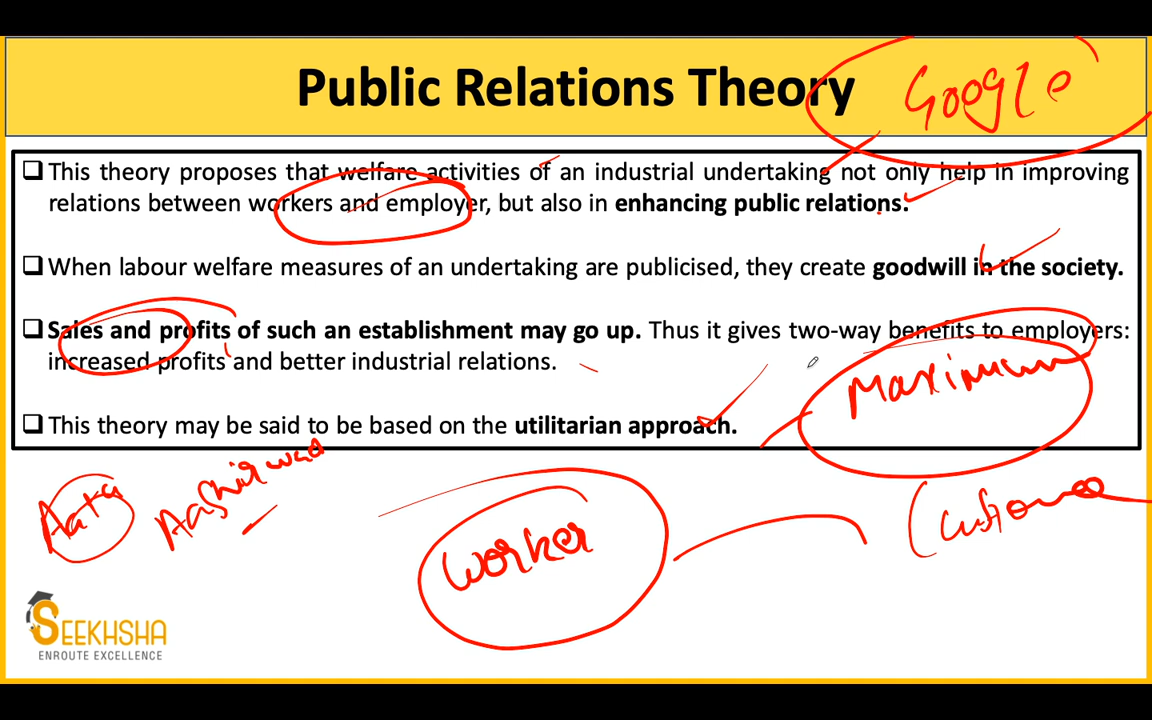 Public Relations Theory
Google
❑ This theory proposes that welfare activities of an industrial undertaking not only help in improving
relations between workers and employer, but also in enhancing public relations.
❑ When labour welfare measures of an undertaking are publicised, they create goodwill in the society.
❑ Sales and profits of such an establishment may go up. Thus it gives two-way benefits to employers:
increased profits and better industrial relations.
Maximum
❑ This theory may be said to be based on the utilitarian approach.
Aata
Aashirwad
Worker
SEEKHSHA
ENROUTE EXCELLENCE